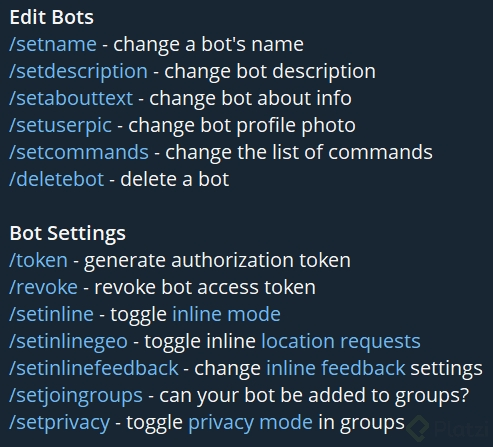 Edit Bots
/setname - change a bot's name
/setdescription - change bot description
/setabouttext - change bot about info
/setuserpic - change bot profile photo
/setcommands - change the list of commands
/deletebot - delete a bot
Bot Settings
/token - generate authorization token
/revoke - revoke bot access token
/setinline - toggle inline mode
/setinlinegeo - toggle inline location requests
/setinlinefeedback - change inline feedback settings
/setjoingroups - can your bot be added to groups?
/setprivacy - toggle privacy mode in groups